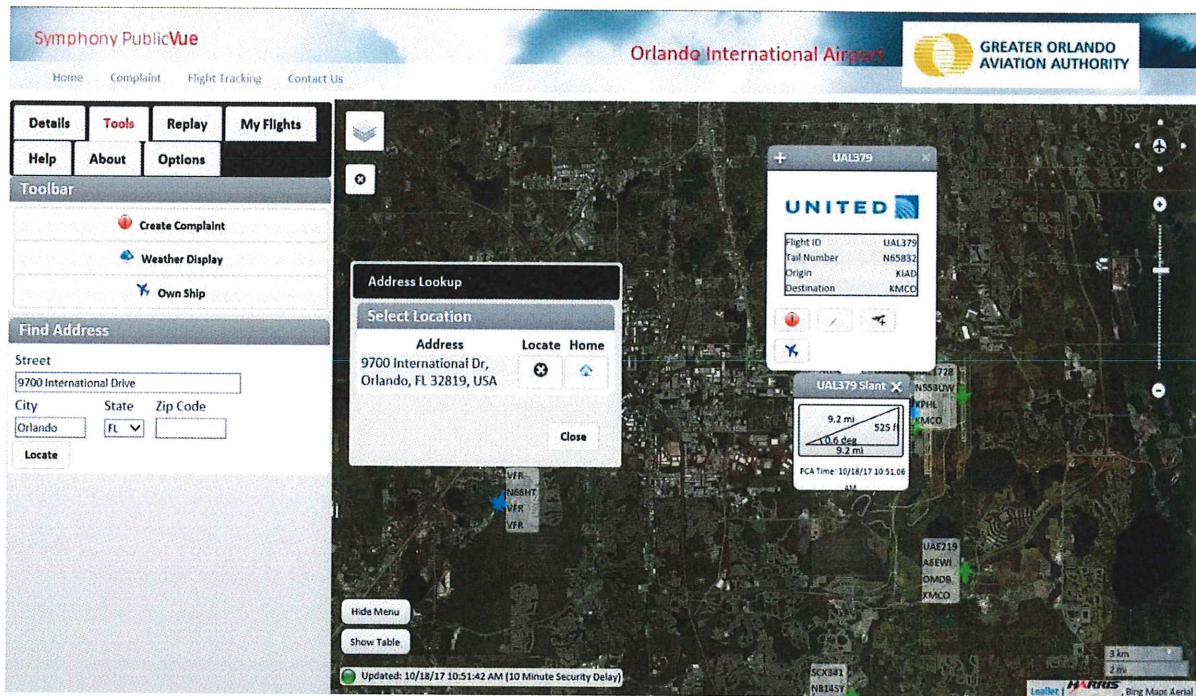 Symphony PublicVue
Orlando International Airport
GREATER ORLANDO
AVIATION AUTHORITY
Home Complaint Flight Tracking Contact Us
Details Tools Replay My Flights
Help About Options
Toolbar
Create Complaint
Weather Display
Own Ship
Find Address
Street
9700 International Drive
City State Zip Code
Orlando FL
Locate
Address Lookup
Select Location
Address Locate Home
9700 International Dr,
Orlando, FL 32819, USA
Close
UAL379
UNITED
Flight ID UAL379
Tail Number N65832
Origin KIAD
Destination KMCO
UAL379 Slant
9.2 mi
525 ft
0.6 deg
9.2 mi
PCA Time: 10/18/17 10:51:06
AM
1728
N553UW
KPHL
KMCO
VFR
N66HT
VFR
VFR
UAE219
A6EWI
OMDB
KMCO
Hide Menu
Show Table
Updated: 10/18/17 10:51:42 AM (10 Minute Security Delay)
SCX341
N814SY
3 km
2 mi
HARRIS
Leaflet | Bing Maps Aerial